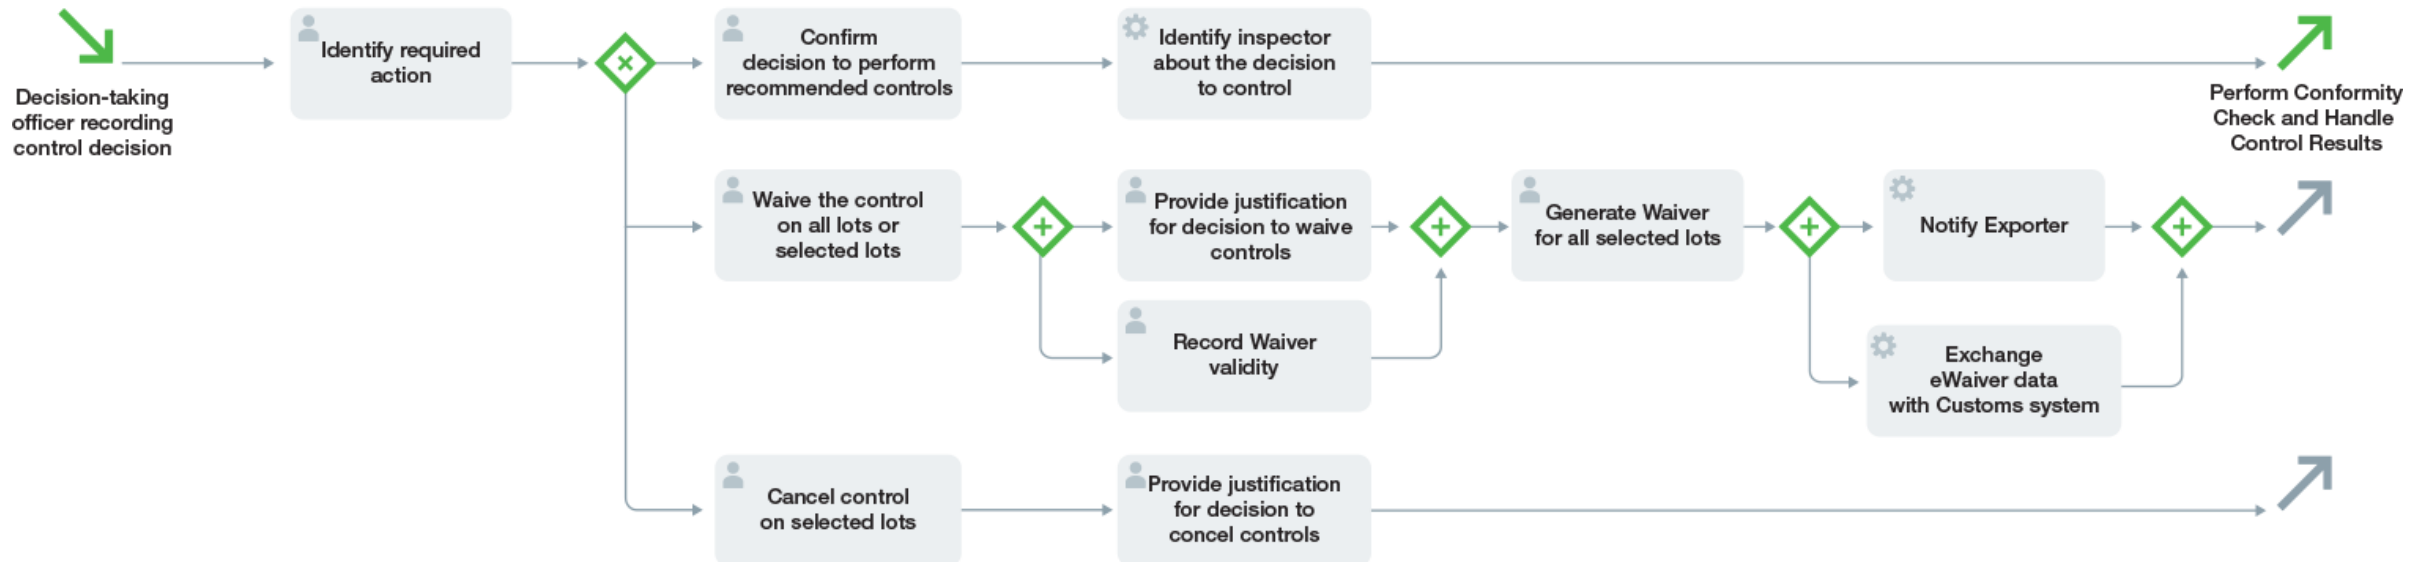 Decision-taking
officer recording
control decision
Identify required
action
Confirm
decision to perform
recommended controls
Identify inspector
about the decision
to control
Perform Conformity
Check and Handle
Control Results
Waive the control
on all lots or
selected lots
Provide justification
for decision to waive
controls
Record Waiver
validity
Generate Waiver
for all selected lots
Notify Exporter
Exchange
eWaiver data
with Customs system
Cancel control
on selected lots
Provide justification
for decision to
concel controls